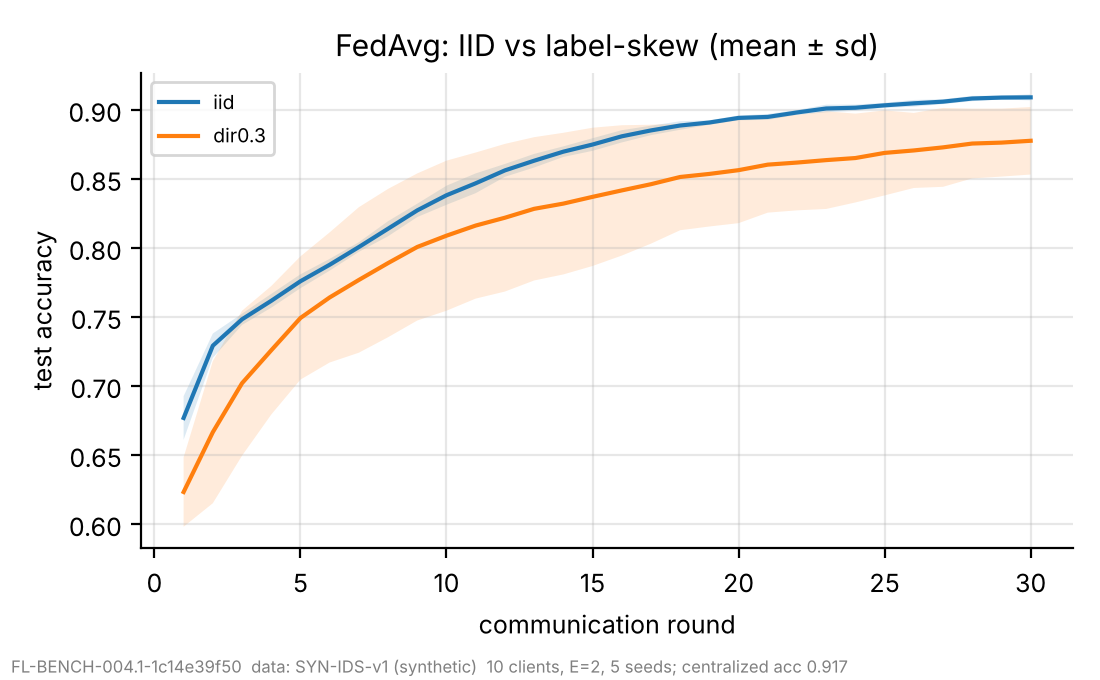 FedAvg: IID vs label-skew (mean ± sd)
iid
dir0.3
0.90
0.85
0.80
0.75
0.70
0.65
0.60
test accuracy
0 5 10 15 20 25 30
communication round
FL-BENCH-004.1-1c14e39f50 data: SYN-IDS-v1 (synthetic) 10 clients, E=2, 5 seeds; centralized acc 0.917